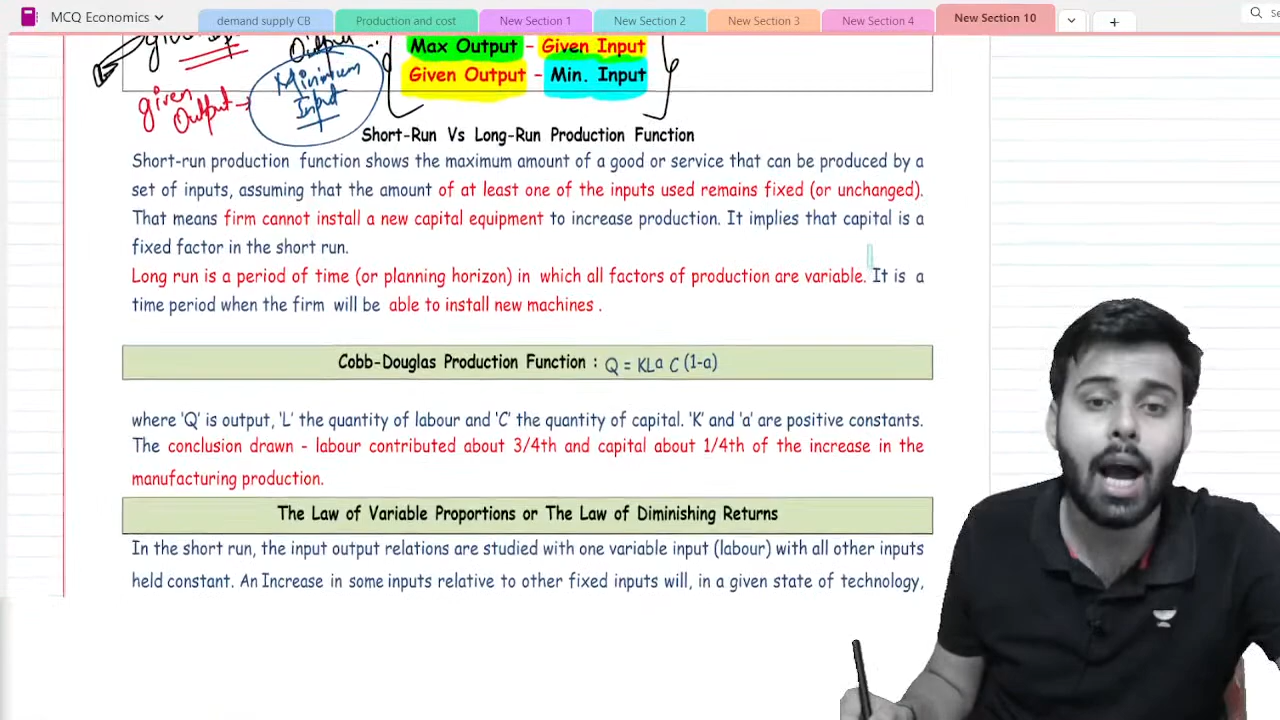 MCQ Economics
demand supply CB
Production and cost
New Section 1
New Section 2
New Section 3
New Section 4
New Section 10
Output
Max Output - Given Input
Minimum
Input
Given Output - Min. Input
given
Output
Short-Run Vs Long-Run Production Function
Short-run production function shows the maximum amount of a good or service that can be produced by a
set of inputs, assuming that the amount of at least one of the inputs used remains fixed (or unchanged).
That means firm cannot install a new capital equipment to increase production. It implies that capital is a
fixed factor in the short run.
Long run is a period of time (or planning horizon) in which all factors of production are variable. It is a
time period when the firm will be able to install new machines .
Cobb-Douglas Production Function : Q = KLa C (1-a)
where 'Q' is output, 'L' the quantity of labour and 'C' the quantity of capital. 'K' and 'a' are positive constants.
The conclusion drawn - labour contributed about 3/4th and capital about 1/4th of the increase in the
manufacturing production.
The Law of Variable Proportions or The Law of Diminishing Returns
In the short run, the input output relations are studied with one variable input (labour) with all other inputs
held constant. An Increase in some inputs relative to other fixed inputs will, in a given state of technology,